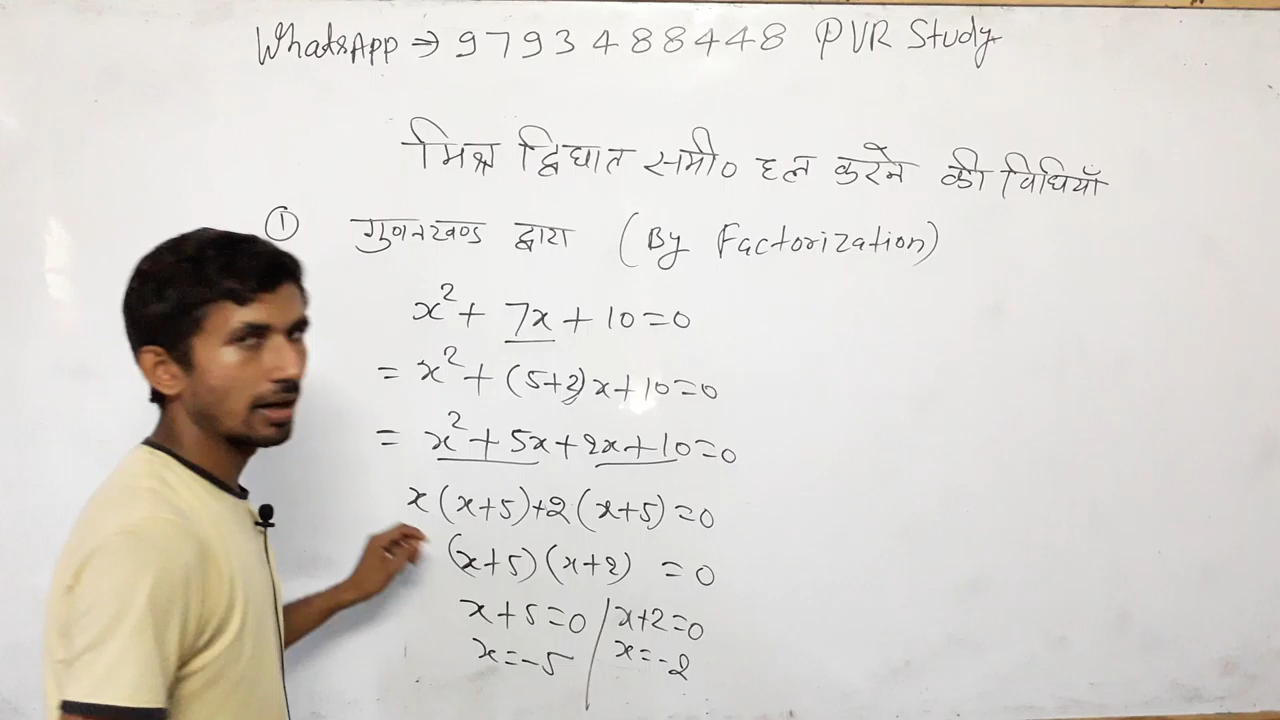 WhatsApp → 9793488448 PVR Study
मिश्र द्विघात समी० हल करने की विधियाँ
① गुणनखण्ड द्वारा (By Factorization)
x² + 7x + 10 = 0
= x² + (5+2)x + 10 = 0
= x² + 5x + 2x + 10 = 0
x(x+5)+2(x+5) = 0
(x+5)(x+2) = 0
x+5=0 / x+2=0
x=-5 / x=-2